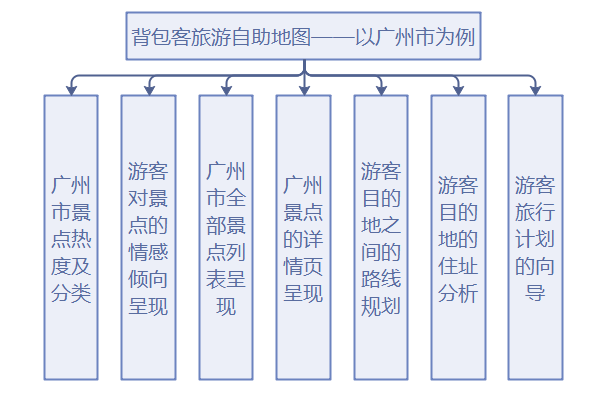 背包客旅游自助地图——以广州市为例
广州
市景
点热
度及
分类
游客
对景
点的
情感
倾向
呈现
广州
市全
部景
点列
表呈
现
广州
景点
的详
情页
呈现
游客
目的
地之
间的
路线
规划
游客
目的
地的
住址
分析
游客
旅行
计划
的向
导